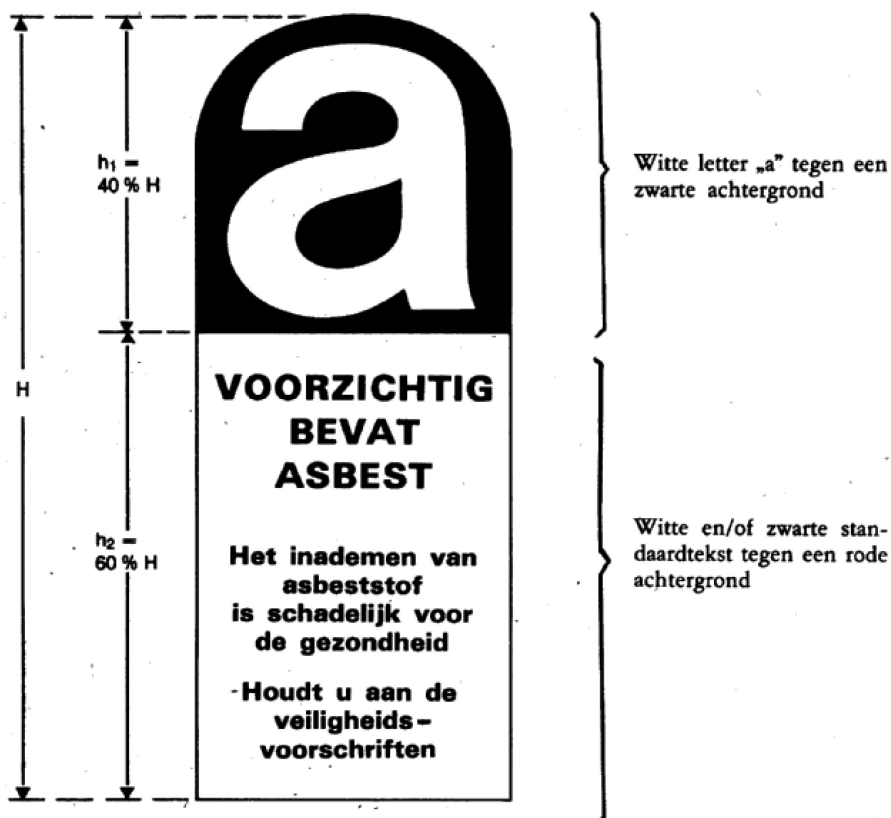 a
h1 =
40 % H
Witte letter „a” tegen een
zwarte achtergrond
H
VOORZICHTIG
BEVAT
ASBEST
h2 =
60 % H
Het inademen van
asbeststof
is schadelijk voor
de gezondheid
Houdt u aan de
veiligheids-
voorschriften
Witte en/of zwarte stan-
daardtekst tegen een rode
achtergrond